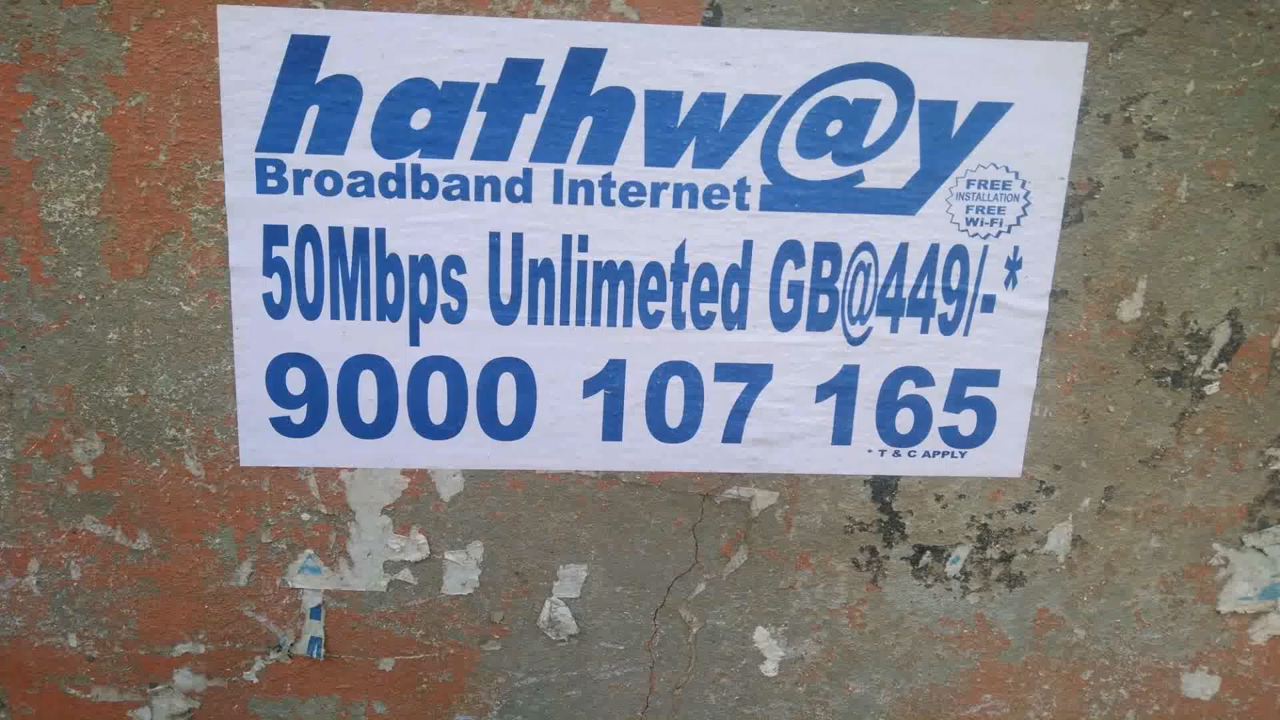 hathw@y
Broadband Internet
FREE
INSTALLATION
FREE
Wi-Fi
50Mbps Unlimeted GB@449/-*
9000 107 165
* T & C APPLY